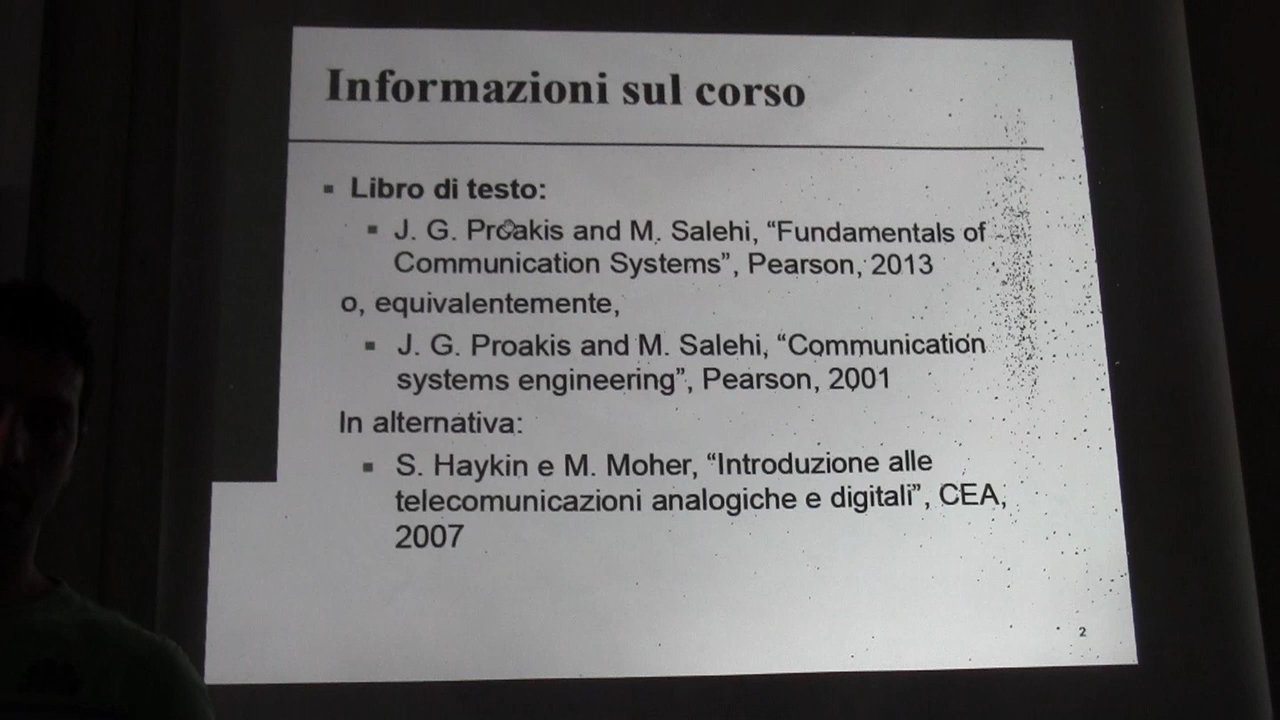 Informazioni sul corso
Libro di testo:
J. G. Proakis and M. Salehi, “Fundamentals of
Communication Systems”, Pearson, 2013
o, equivalentemente,
J. G. Proakis and M. Salehi, “Communication
systems engineering”, Pearson, 2001
In alternativa:
S. Haykin e M. Moher, “Introduzione alle
telecomunicazioni analogiche e digitali”, CEA,
2007
2